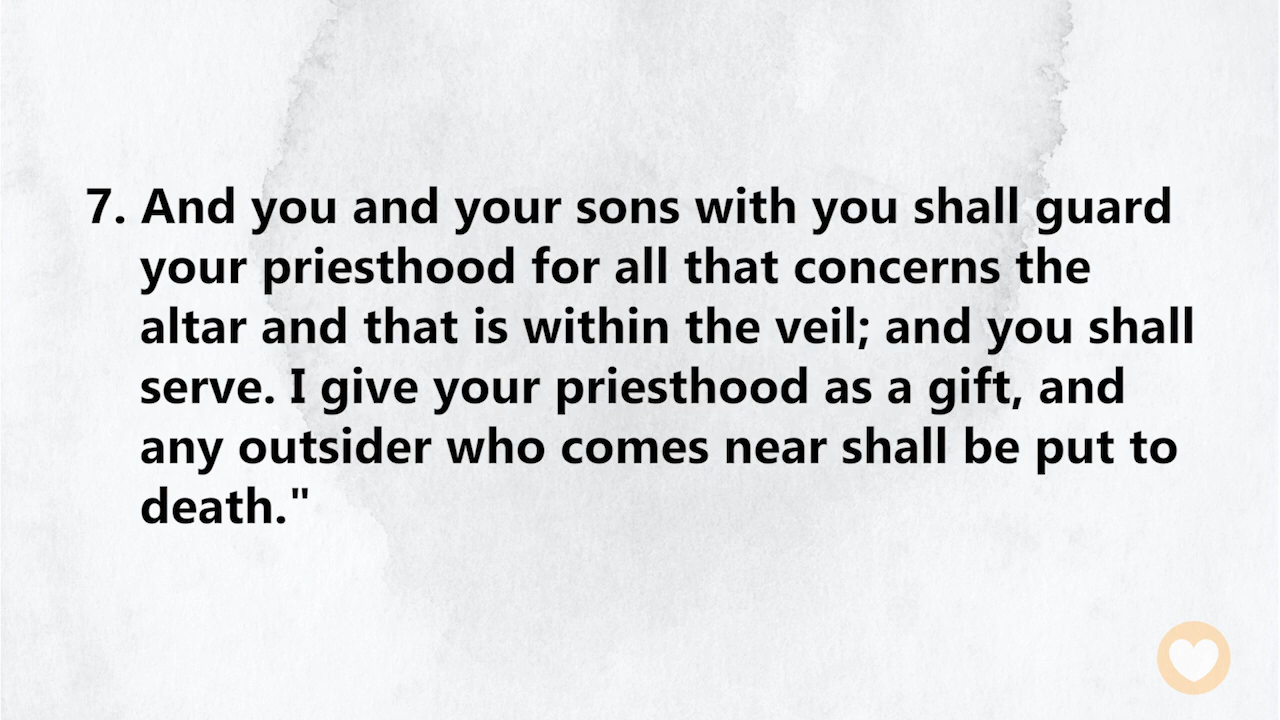 7. And you and your sons with you shall guard
your priesthood for all that concerns the
altar and that is within the veil; and you shall
serve. I give your priesthood as a gift, and
any outsider who comes near shall be put to
death."